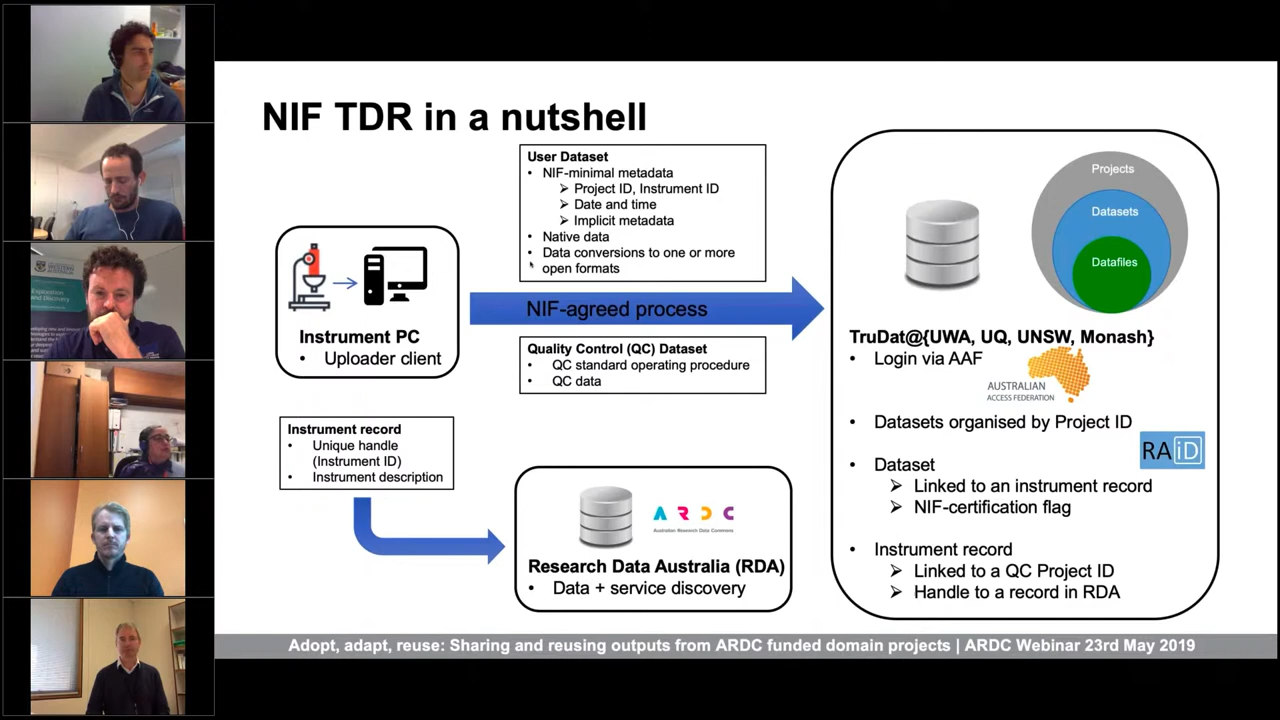 NIF TDR in a nutshell
User Dataset
• NIF-minimal metadata
➢ Project ID, Instrument ID
➢ Date and time
➢ Implicit metadata
• Native data
• Data conversions to one or more
open formats
Instrument PC
• Uploader client
NIF-agreed process
Quality Control (QC) Dataset
• QC standard operating procedure
• QC data
Instrument record
• Unique handle
(Instrument ID)
• Instrument description
ARDC
Australian Research Data Commons
Research Data Australia (RDA)
• Data + service discovery
Projects
Datasets
Datafiles
TruDat@{UWA, UQ, UNSW, Monash}
• Login via AAF
AUSTRALIAN
ACCESS FEDERATION
• Datasets organised by Project ID
RAiD
• Dataset
➢ Linked to an instrument record
➢ NIF-certification flag
• Instrument record
➢ Linked to a QC Project ID
➢ Handle to a record in RDA
Adopt, adapt, reuse: Sharing and reusing outputs from ARDC funded domain projects | ARDC Webinar 23rd May 2019